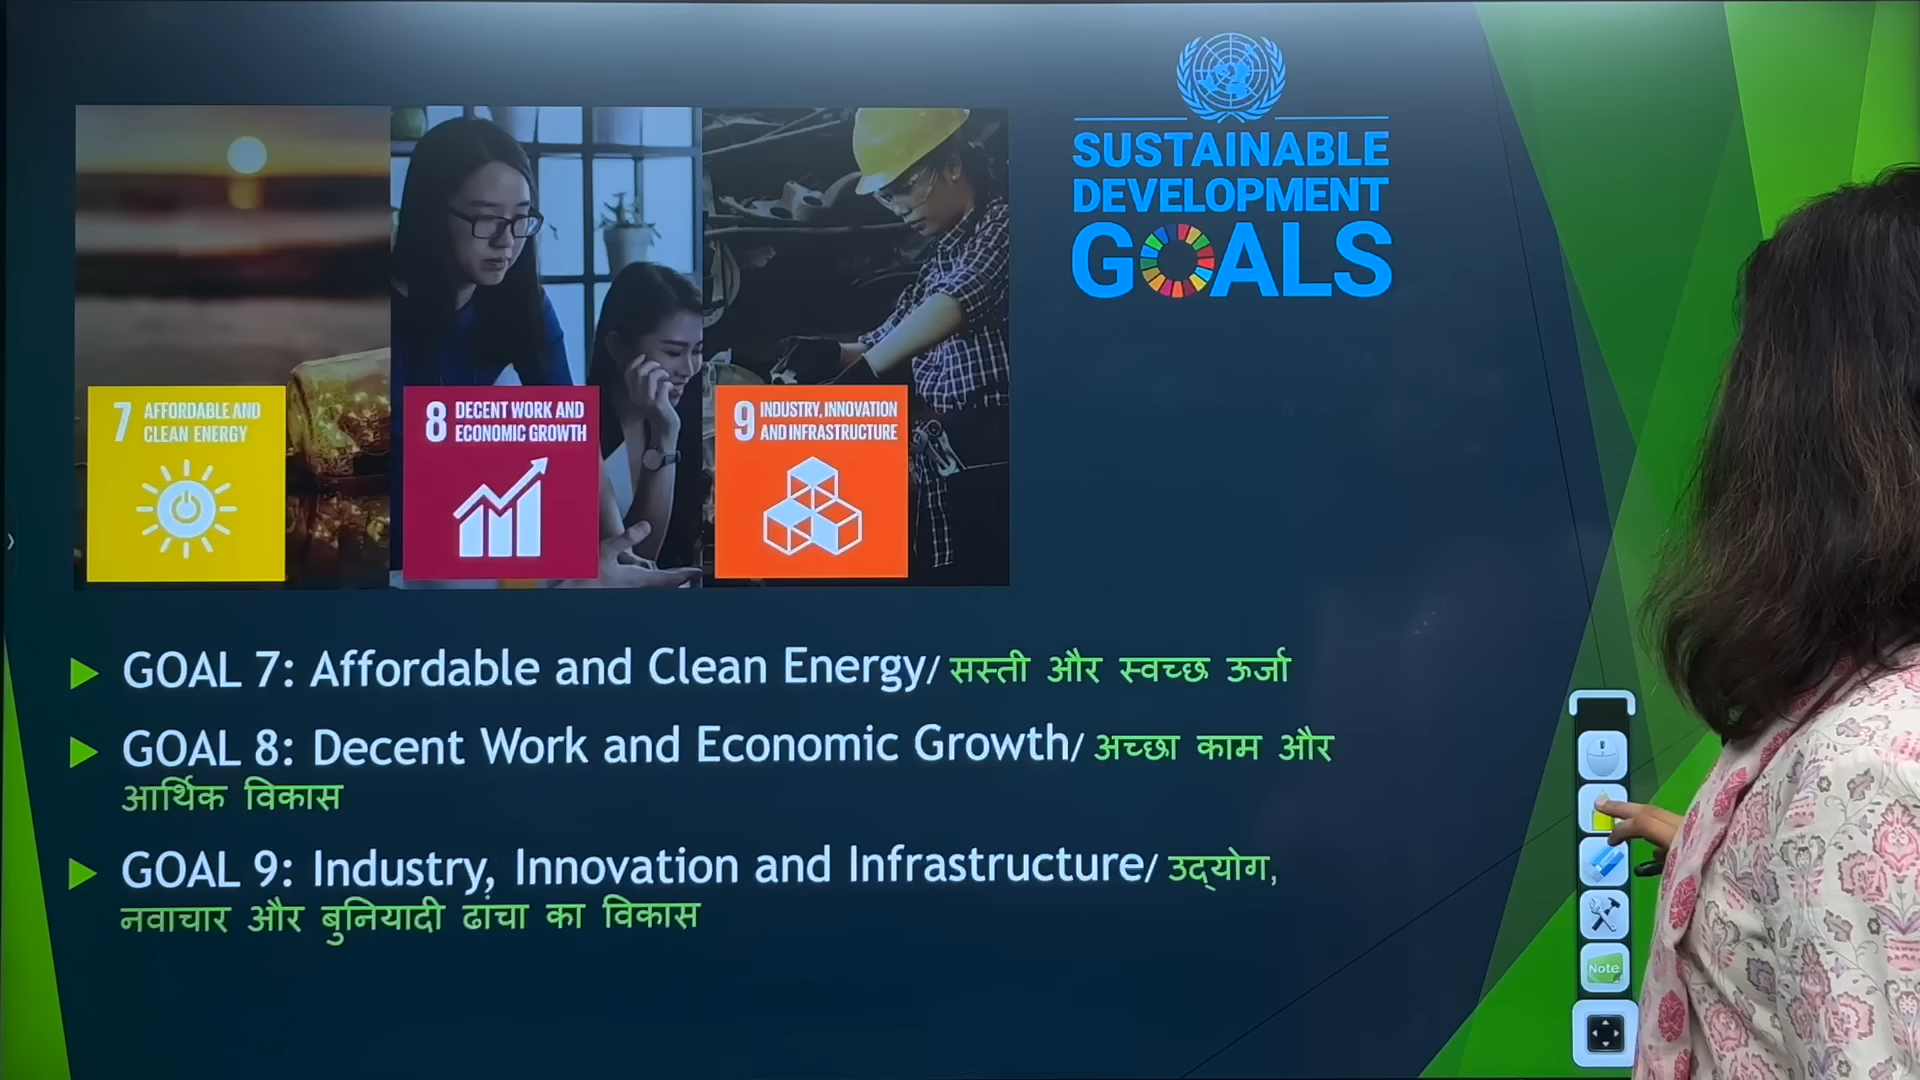 SUSTAINABLE
DEVELOPMENT
GOALS
7 AFFORDABLE AND
CLEAN ENERGY
8 DECENT WORK AND
ECONOMIC GROWTH
9 INDUSTRY, INNOVATION
AND INFRASTRUCTURE
GOAL 7: Affordable and Clean Energy/ सस्ती और स्वच्छ ऊर्जा
GOAL 8: Decent Work and Economic Growth/ अच्छा काम और
आर्थिक विकास
GOAL 9: Industry, Innovation and Infrastructure/ उद्योग,
नवाचार और बुनियादी ढांचा का विकास
Note